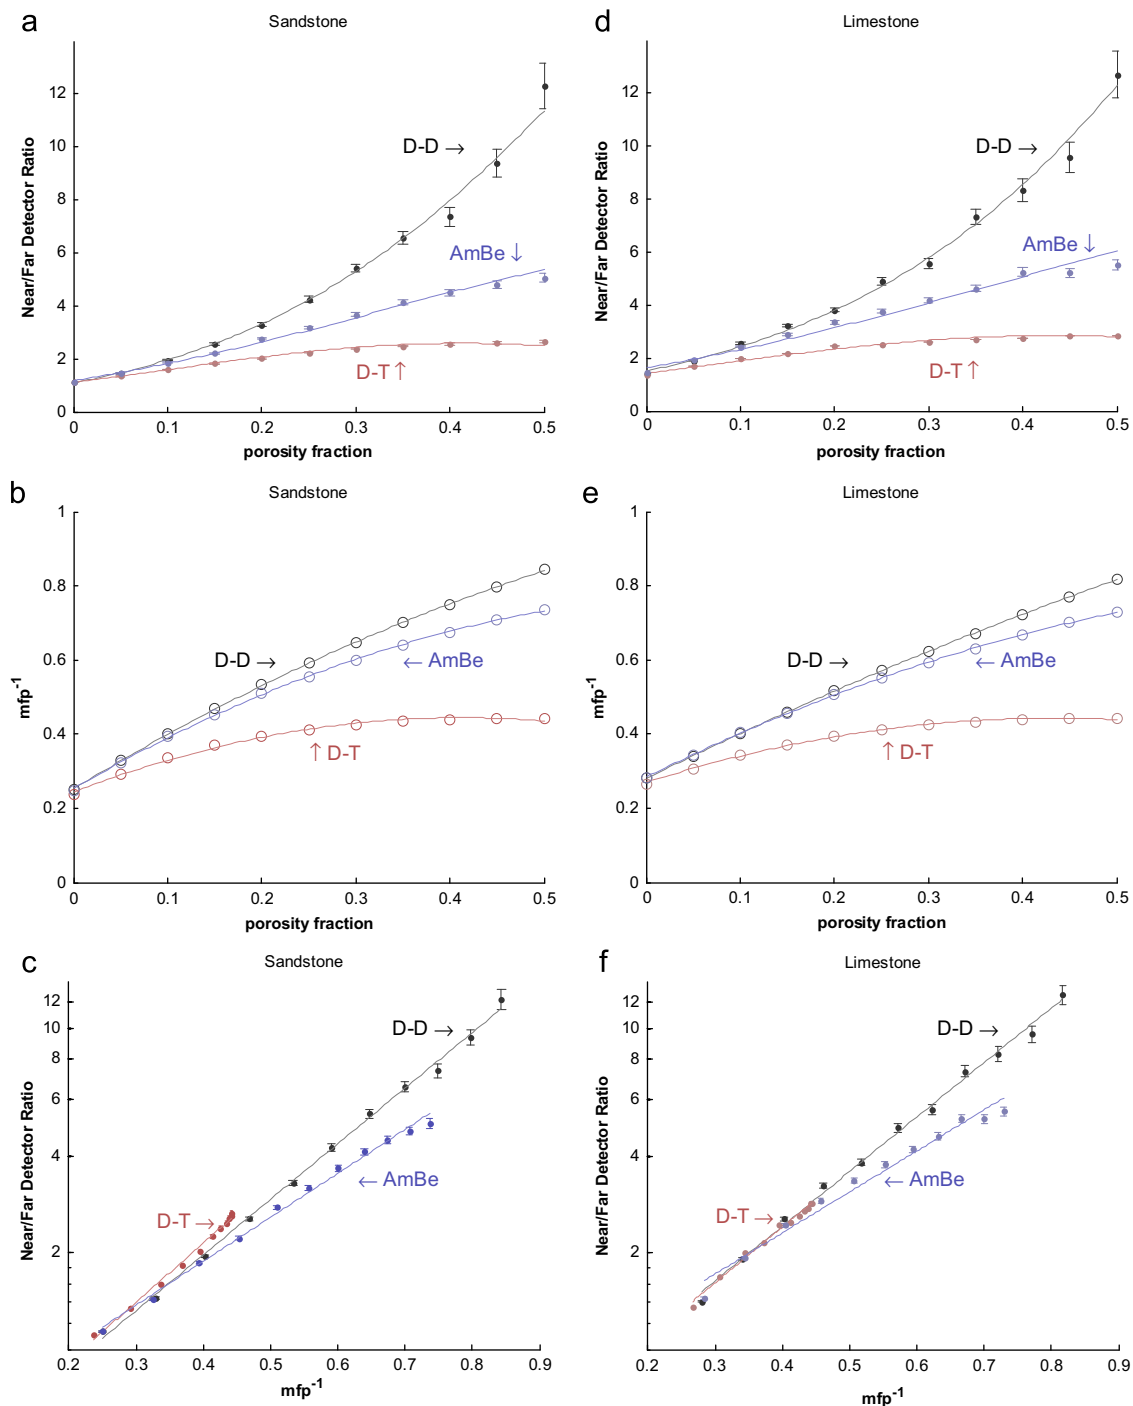 a
Sandstone
Near/Far Detector Ratio
12
10
8
6
4
2
0
D-D →
AmBe ↓
D-T ↑
0 0.1 0.2 0.3 0.4 0.5
porosity fraction
d
Limestone
Near/Far Detector Ratio
12
10
8
6
4
2
0
D-D →
AmBe ↓
D-T ↑
0 0.1 0.2 0.3 0.4 0.5
porosity fraction
b
Sandstone
mfp⁻¹
1
0.8
0.6
0.4
0.2
0
D-D →
← AmBe
↑ D-T
0 0.1 0.2 0.3 0.4 0.5
porosity fraction
e
Limestone
mfp⁻¹
1
0.8
0.6
0.4
0.2
0
D-D →
← AmBe
↑ D-T
0 0.1 0.2 0.3 0.4 0.5
porosity fraction
c
Sandstone
Near/Far Detector Ratio
12
10
8
6
4
2
D-D →
← AmBe
D-T →
0.2 0.3 0.4 0.5 0.6 0.7 0.8 0.9
mfp⁻¹
f
Limestone
Near/Far Detector Ratio
12
10
8
6
4
2
D-D →
← AmBe
D-T →
0.2 0.3 0.4 0.5 0.6 0.7 0.8 0.9
mfp⁻¹